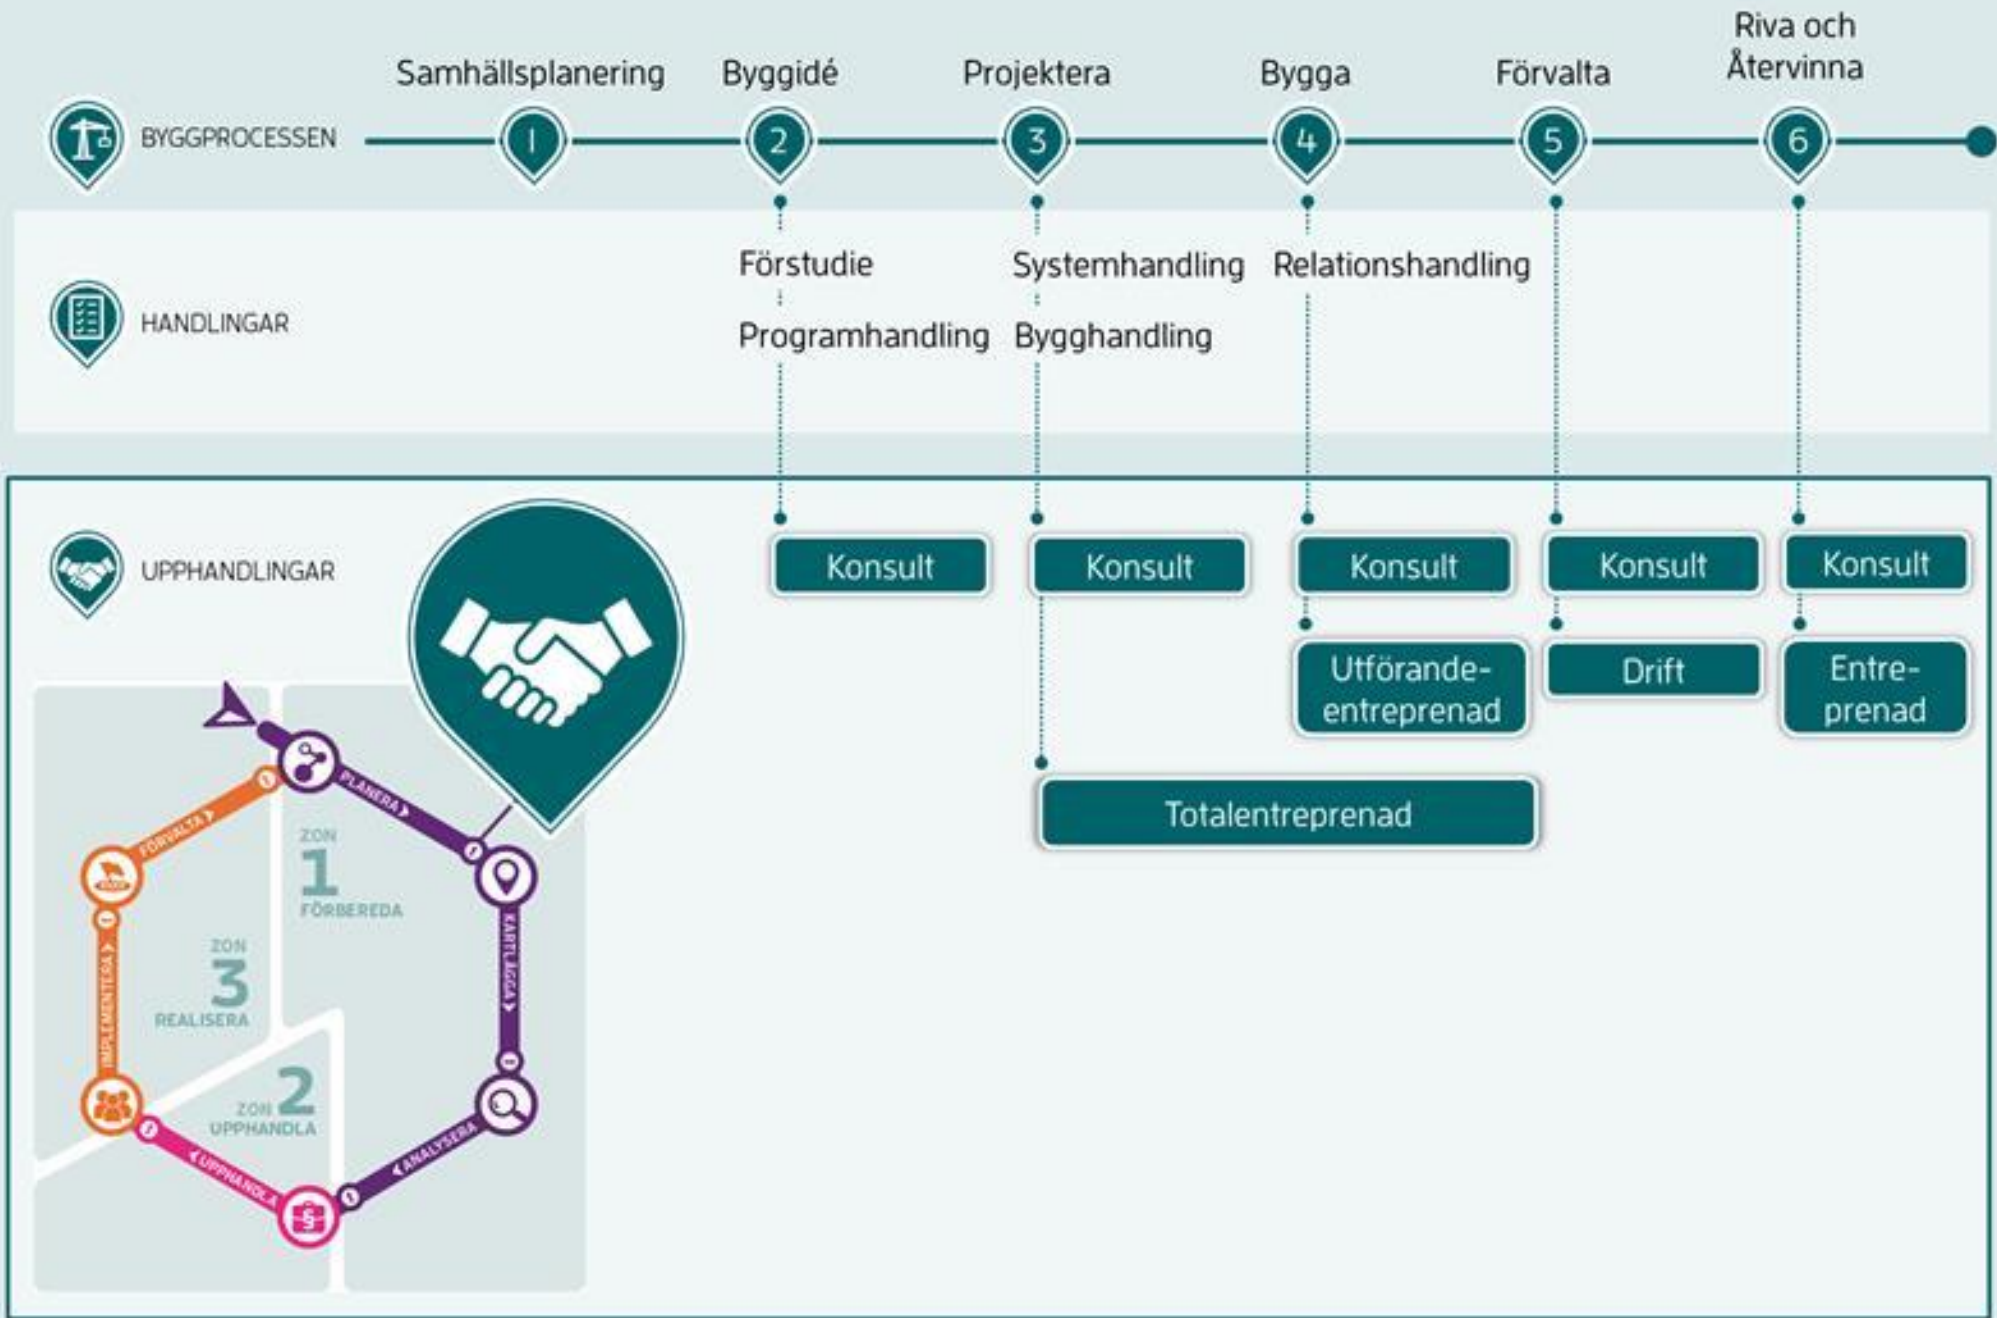 Samhällsplanering
Byggidé
Projektera
Bygga
Förvalta
Riva och
Återvinna
BYGGPROCESSEN
1
2
3
4
5
6
HANDLINGAR
Förstudie
Systemhandling
Relationshandling
Programhandling
Bygghandling
UPPHANDLINGAR
Konsult
Konsult
Konsult
Konsult
Konsult
Utförande-
entreprenad
Drift
Entre-
prenad
Totalentreprenad
PLANERA
KARTLÄGGA
ANALYSERA
UPPHANDLA
IMPLEMENTERA
FÖRVALTA
ZON
1
FÖRBEREDA
ZON
3
REALISERA
ZON 2
UPPHANDLA
§